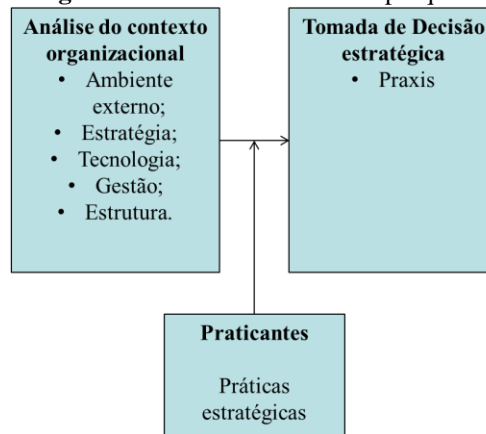 Análise do contexto
organizacional
• Ambiente
externo;
• Estratégia;
• Tecnologia;
• Gestão;
• Estrutura.
Tomada de Decisão
estratégica
• Praxis
Praticantes
Práticas
estratégicas